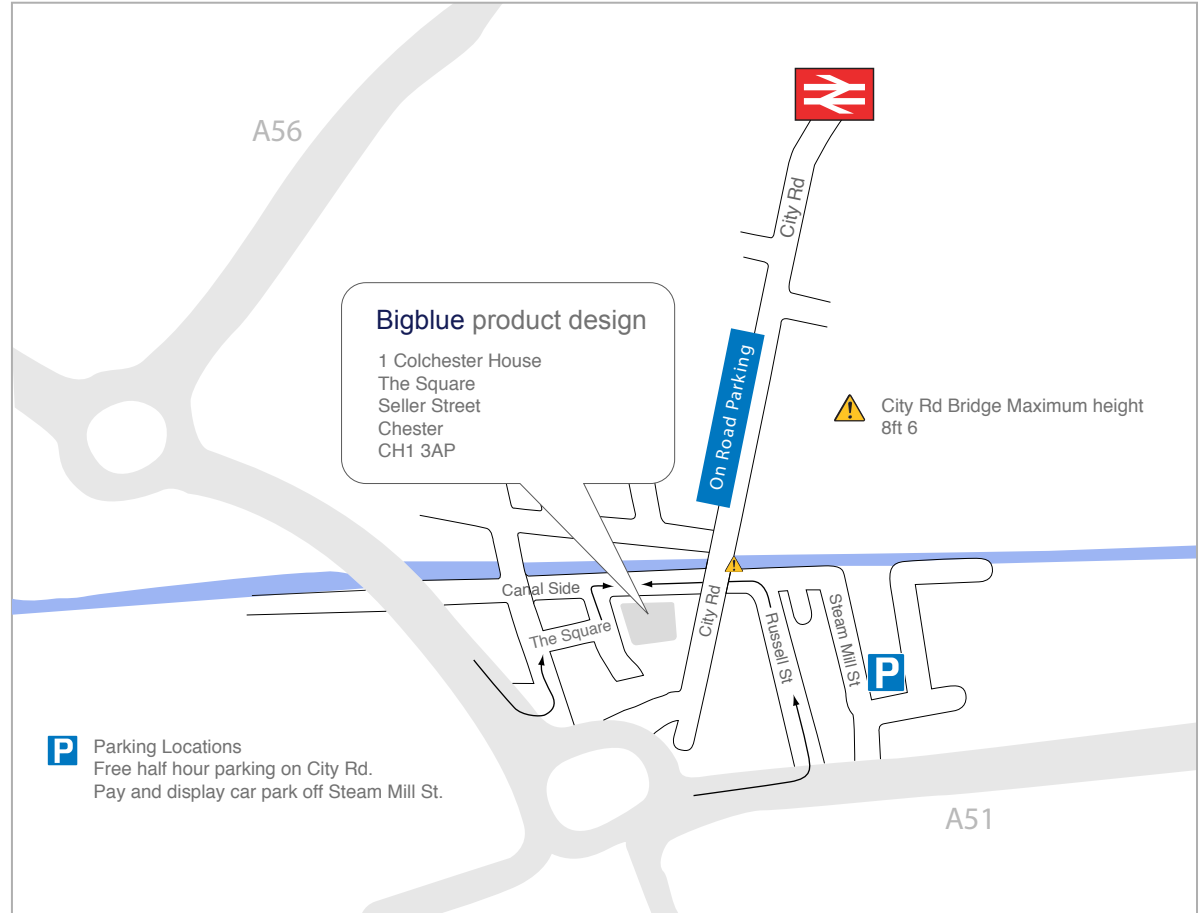 A56
City Rd
Bigblue product design
1 Colchester House
The Square
Seller Street
Chester
CH1 3AP
On Road Parking
City Rd Bridge Maximum height
8ft 6
Canal Side
The Square
City Rd
Russell St
Steam Mill St
P
P
Parking Locations
Free half hour parking on City Rd.
Pay and display car park off Steam Mill St.
A51